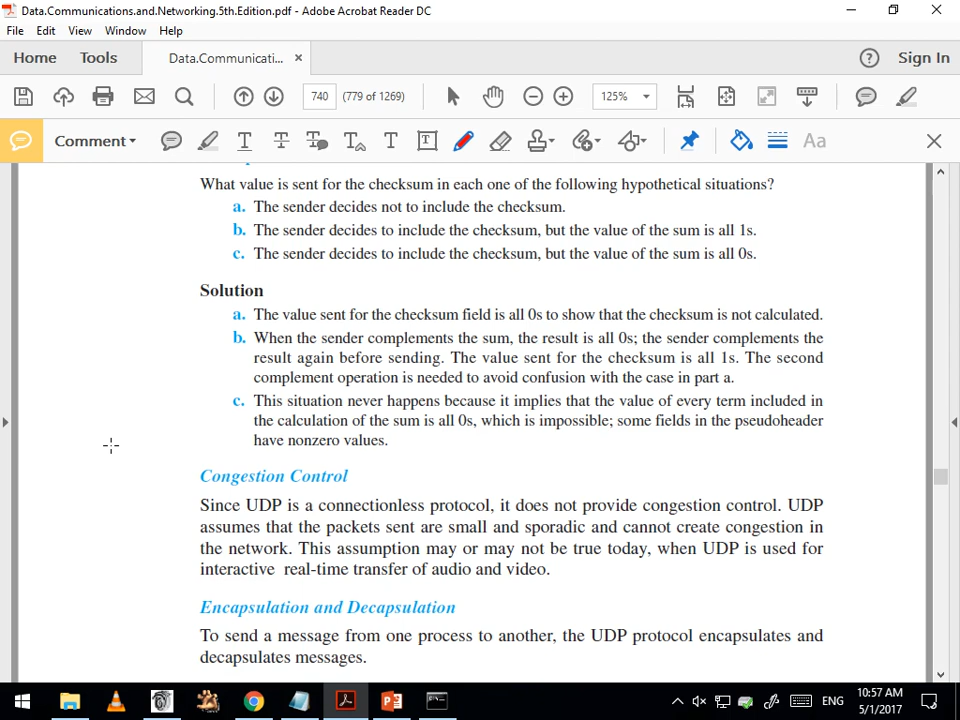 Data.Communications.and.Networking.5th.Edition.pdf - Adobe Acrobat Reader DC
File Edit View Window Help
Home Tools Data.Communicati... × Sign In
740 (779 of 1269) 125%
Comment Aa
What value is sent for the checksum in each one of the following hypothetical situations?
a. The sender decides not to include the checksum.
b. The sender decides to include the checksum, but the value of the sum is all 1s.
c. The sender decides to include the checksum, but the value of the sum is all 0s.
Solution
a. The value sent for the checksum field is all 0s to show that the checksum is not calculated.
b. When the sender complements the sum, the result is all 0s; the sender complements the
result again before sending. The value sent for the checksum is all 1s. The second
complement operation is needed to avoid confusion with the case in part a.
c. This situation never happens because it implies that the value of every term included in
the calculation of the sum is all 0s, which is impossible; some fields in the pseudoheader
have nonzero values.
Congestion Control
Since UDP is a connectionless protocol, it does not provide congestion control. UDP
assumes that the packets sent are small and sporadic and cannot create congestion in
the network. This assumption may or may not be true today, when UDP is used for
interactive real-time transfer of audio and video.
Encapsulation and Decapsulation
To send a message from one process to another, the UDP protocol encapsulates and
decapsulates messages.
ENG 10:57 AM
5/1/2017